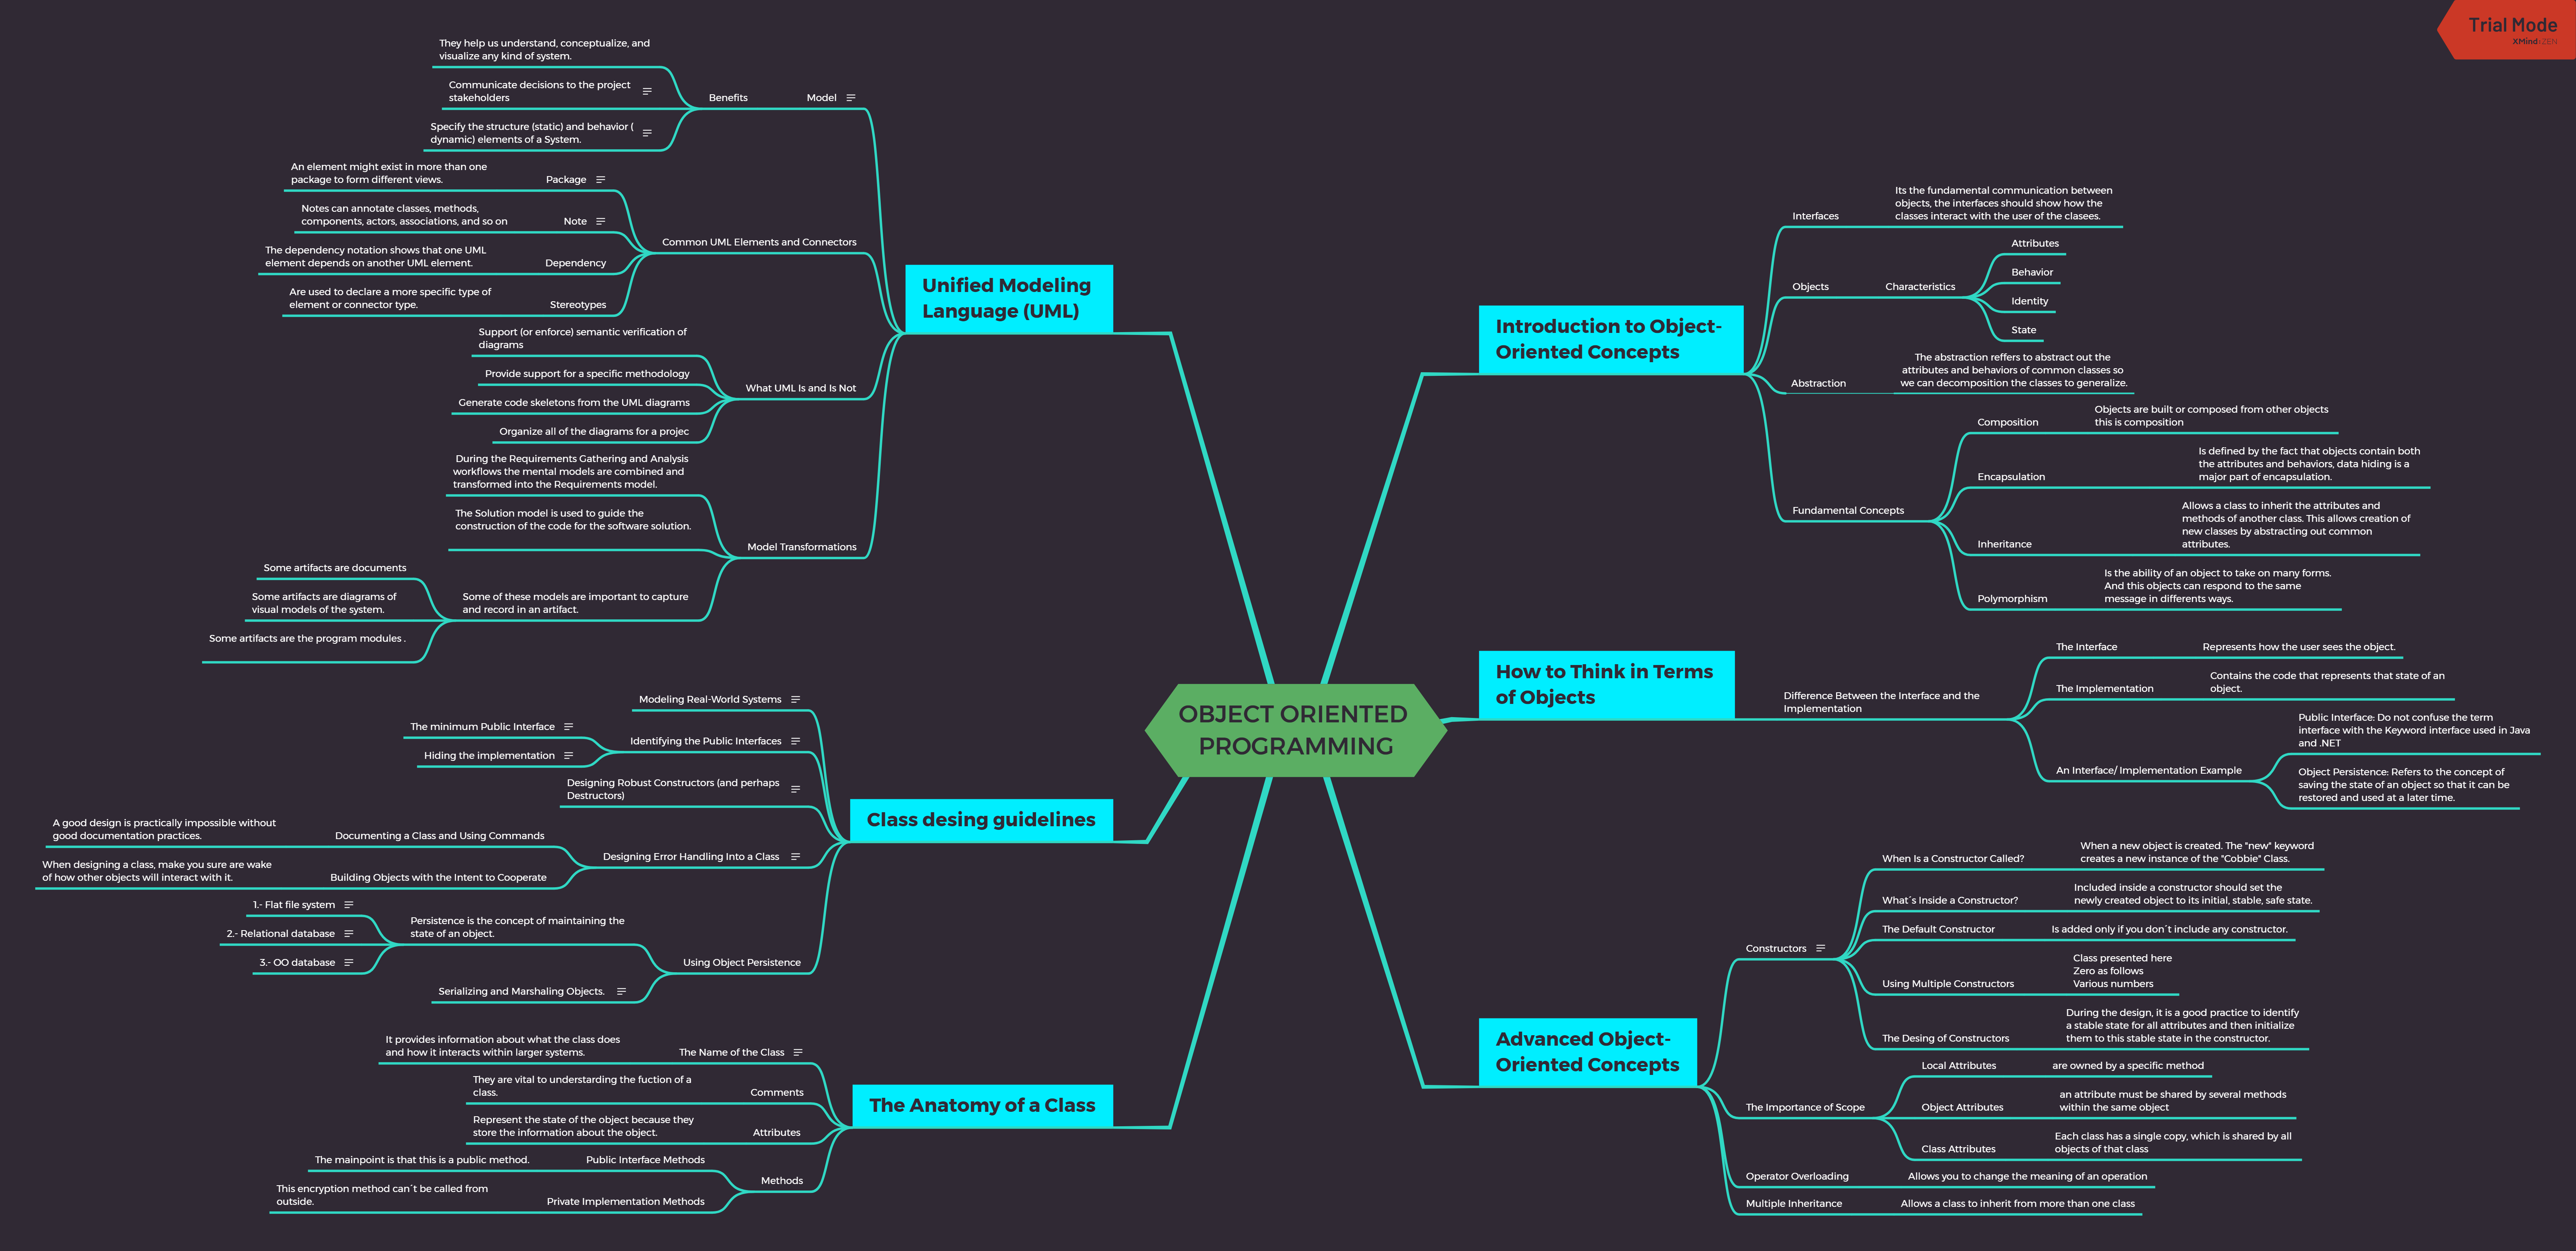 Trial Mode
XMind:ZEN
OBJECT ORIENTED
PROGRAMMING
Introduction to Object-
Oriented Concepts
Interfaces
Its the fundamental communication between
objects, the interfaces should show how the
classes interact with the user of the clasees.
Objects
Characteristics
Attributes
Behavior
Identity
State
Abstraction
The abstraction reffers to abstract out the
attributes and behaviors of common classes so
we can decomposition the classes to generalize.
Fundamental Concepts
Composition
Objects are built or composed from other objects
this is composition
Encapsulation
Is defined by the fact that objects contain both
the attributes and behaviors, data hiding is a
major part of encapsulation.
Inheritance
Allows a class to inherit the attributes and
methods of another class. This allows creation of
new classes by abstracting out common
attributes.
Polymorphism
Is the ability of an object to take on many forms.
And this objects can respond to the same
message in differents ways.
How to Think in Terms
of Objects
Difference Between the Interface and the
Implementation
The Interface
Represents how the user sees the object.
The Implementation
Contains the code that represents that state of an
object.
An Interface/ Implementation Example
Public Interface: Do not confuse the term
interface with the Keyword interface used in Java
and .NET
Object Persistence: Refers to the concept of
saving the state of an object so that it can be
restored and used at a later time.
Advanced Object-
Oriented Concepts
Constructors
When Is a Constructor Called?
When a new object is created. The "new" keyword
creates a new instance of the "Cobbie" Class.
What´s Inside a Constructor?
Included inside a constructor should set the
newly created object to its initial, stable, safe state.
The Default Constructor
Is added only if you don´t include any constructor.
Using Multiple Constructors
Class presented here
Zero as follows
Various numbers
The Desing of Constructors
During the design, it is a good practice to identify
a stable state for all attributes and then initialize
them to this stable state in the constructor.
The Importance of Scope
Local Attributes
are owned by a specific method
Object Attributes
an attribute must be shared by several methods
within the same object
Class Attributes
Each class has a single copy, which is shared by all
objects of that class
Operator Overloading
Allows you to change the meaning of an operation
Multiple Inheritance
Allows a class to inherit from more than one class
Unified Modeling
Language (UML)
Model
Benefits
They help us understand, conceptualize, and
visualize any kind of system.
Communicate decisions to the project
stakeholders
Specify the structure (static) and behavior (
dynamic) elements of a System.
Common UML Elements and Connectors
Package
An element might exist in more than one
package to form different views.
Note
Notes can annotate classes, methods,
components, actors, associations, and so on
Dependency
The dependency notation shows that one UML
element depends on another UML element.
Stereotypes
Are used to declare a more specific type of
element or connector type.
What UML Is and Is Not
Support (or enforce) semantic verification of
diagrams
Provide support for a specific methodology
Generate code skeletons from the UML diagrams
Organize all of the diagrams for a projec
Model Transformations
During the Requirements Gathering and Analysis
workflows the mental models are combined and
transformed into the Requirements model.
The Solution model is used to guide the
construction of the code for the software solution.
Some of these models are important to capture
and record in an artifact.
Some artifacts are documents
Some artifacts are diagrams of
visual models of the system.
Some artifacts are the program modules .
Class desing guidelines
Modeling Real-World Systems
Identifying the Public Interfaces
The minimum Public Interface
Hiding the implementation
Designing Robust Constructors (and perhaps
Destructors)
Designing Error Handling Into a Class
Documenting a Class and Using Commands
A good design is practically impossible without
good documentation practices.
Building Objects with the Intent to Cooperate
When designing a class, make you sure are wake
of how other objects will interact with it.
Using Object Persistence
Persistence is the concept of maintaining the
state of an object.
1.- Flat file system
2.- Relational database
3.- OO database
Serializing and Marshaling Objects.
The Anatomy of a Class
The Name of the Class
It provides information about what the class does
and how it interacts within larger systems.
Comments
They are vital to understanding the fuction of a
class.
Attributes
Represent the state of the object because they
store the information about the object.
Methods
Public Interface Methods
The mainpoint is that this is a public method.
Private Implementation Methods
This encryption method can´t be called from
outside.